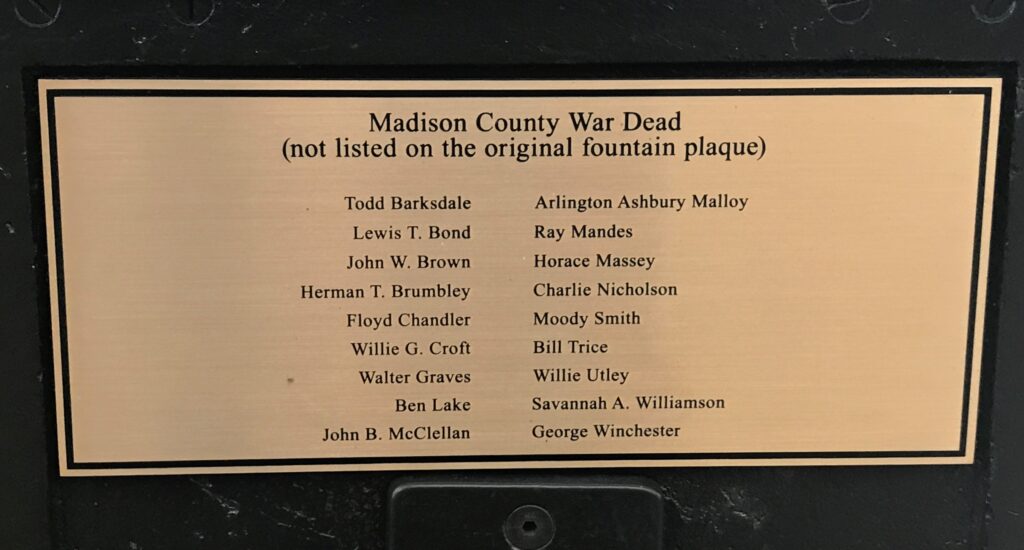 Madison County War Dead
(not listed on the original fountain plaque)
Todd Barksdale
Lewis T. Bond
John W. Brown
Herman T. Brumbley
Floyd Chandler
Willie G. Croft
Walter Graves
Ben Lake
John B. McClellan
Arlington Ashbury Malloy
Ray Mandes
Horace Massey
Charlie Nicholson
Moody Smith
Bill Trice
Willie Utley
Savannah A. Williamson
George Winchester